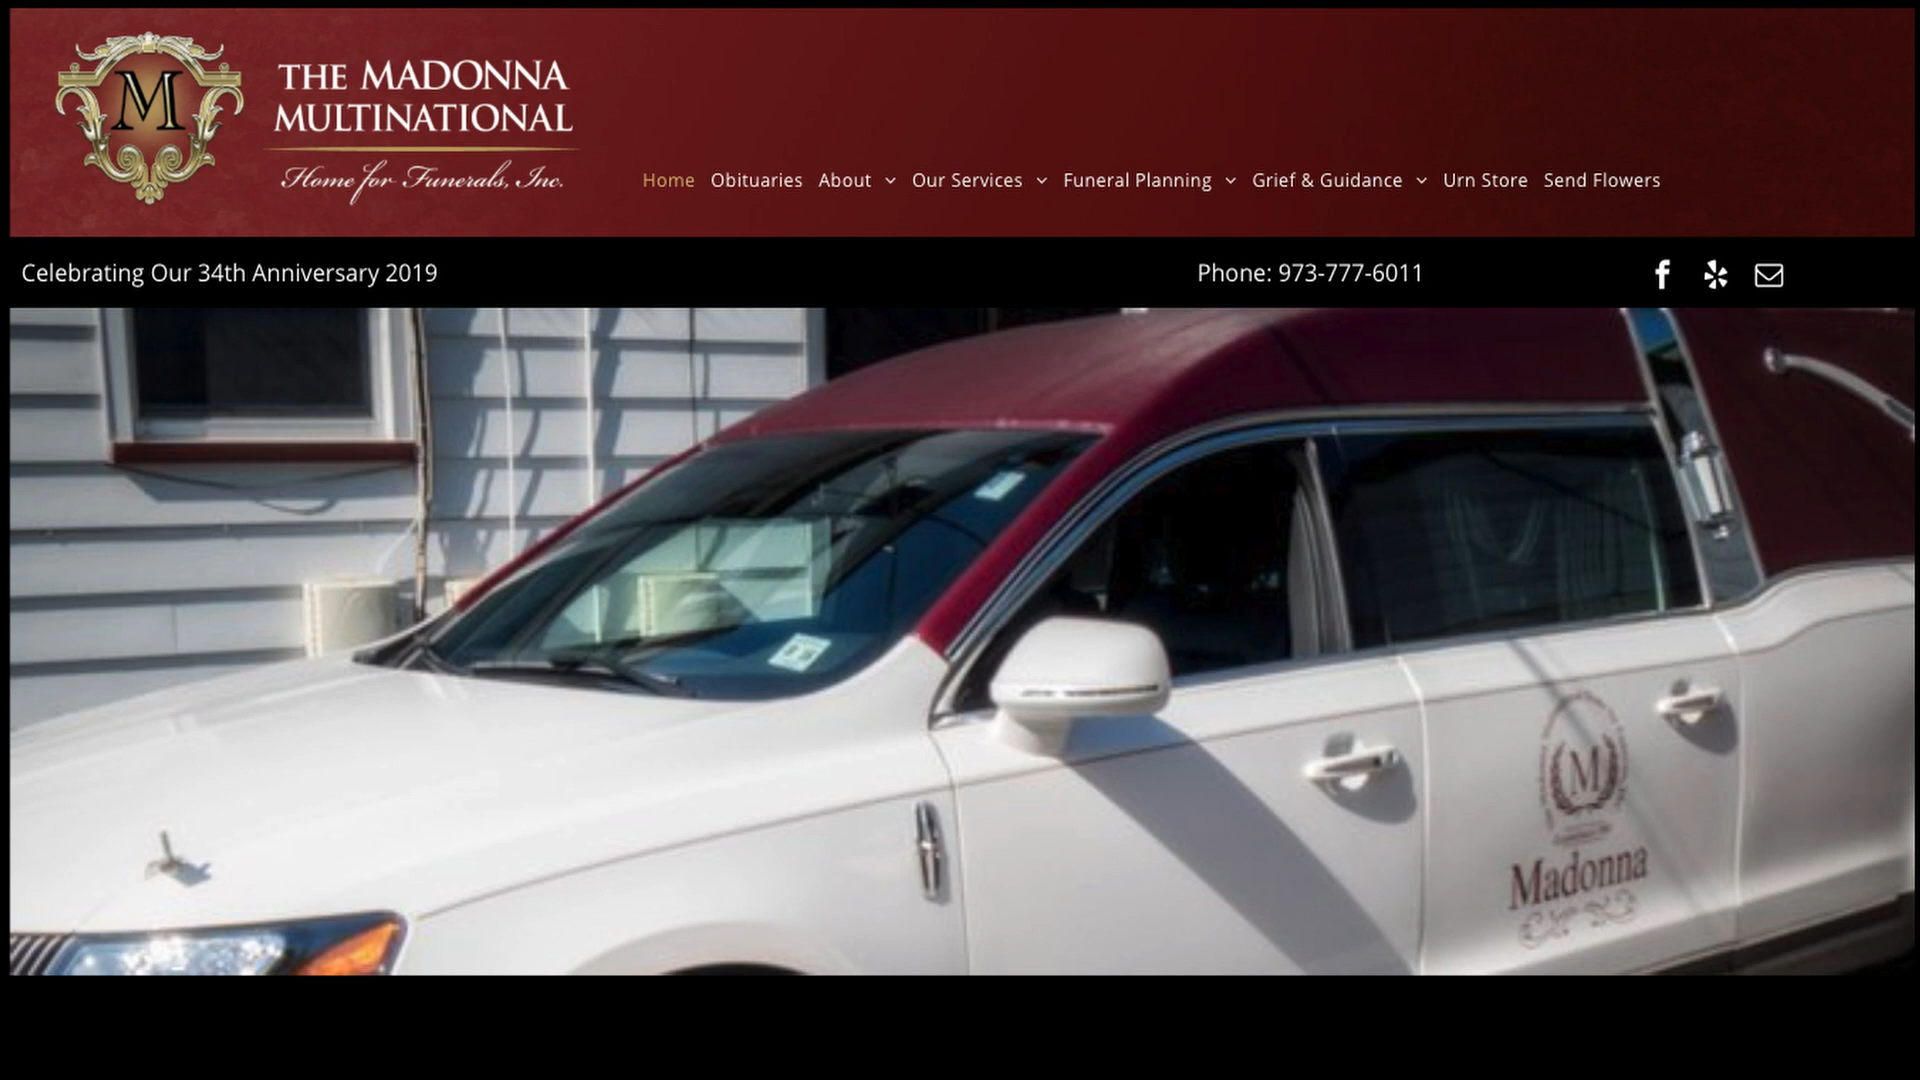 M
THE MADONNA
MULTINATIONAL
Home for Funerals, Inc.
Home Obituaries About Our Services Funeral Planning Grief & Guidance Urn Store Send Flowers
Celebrating Our 34th Anniversary 2019
Phone: 973-777-6011
M
Madonna